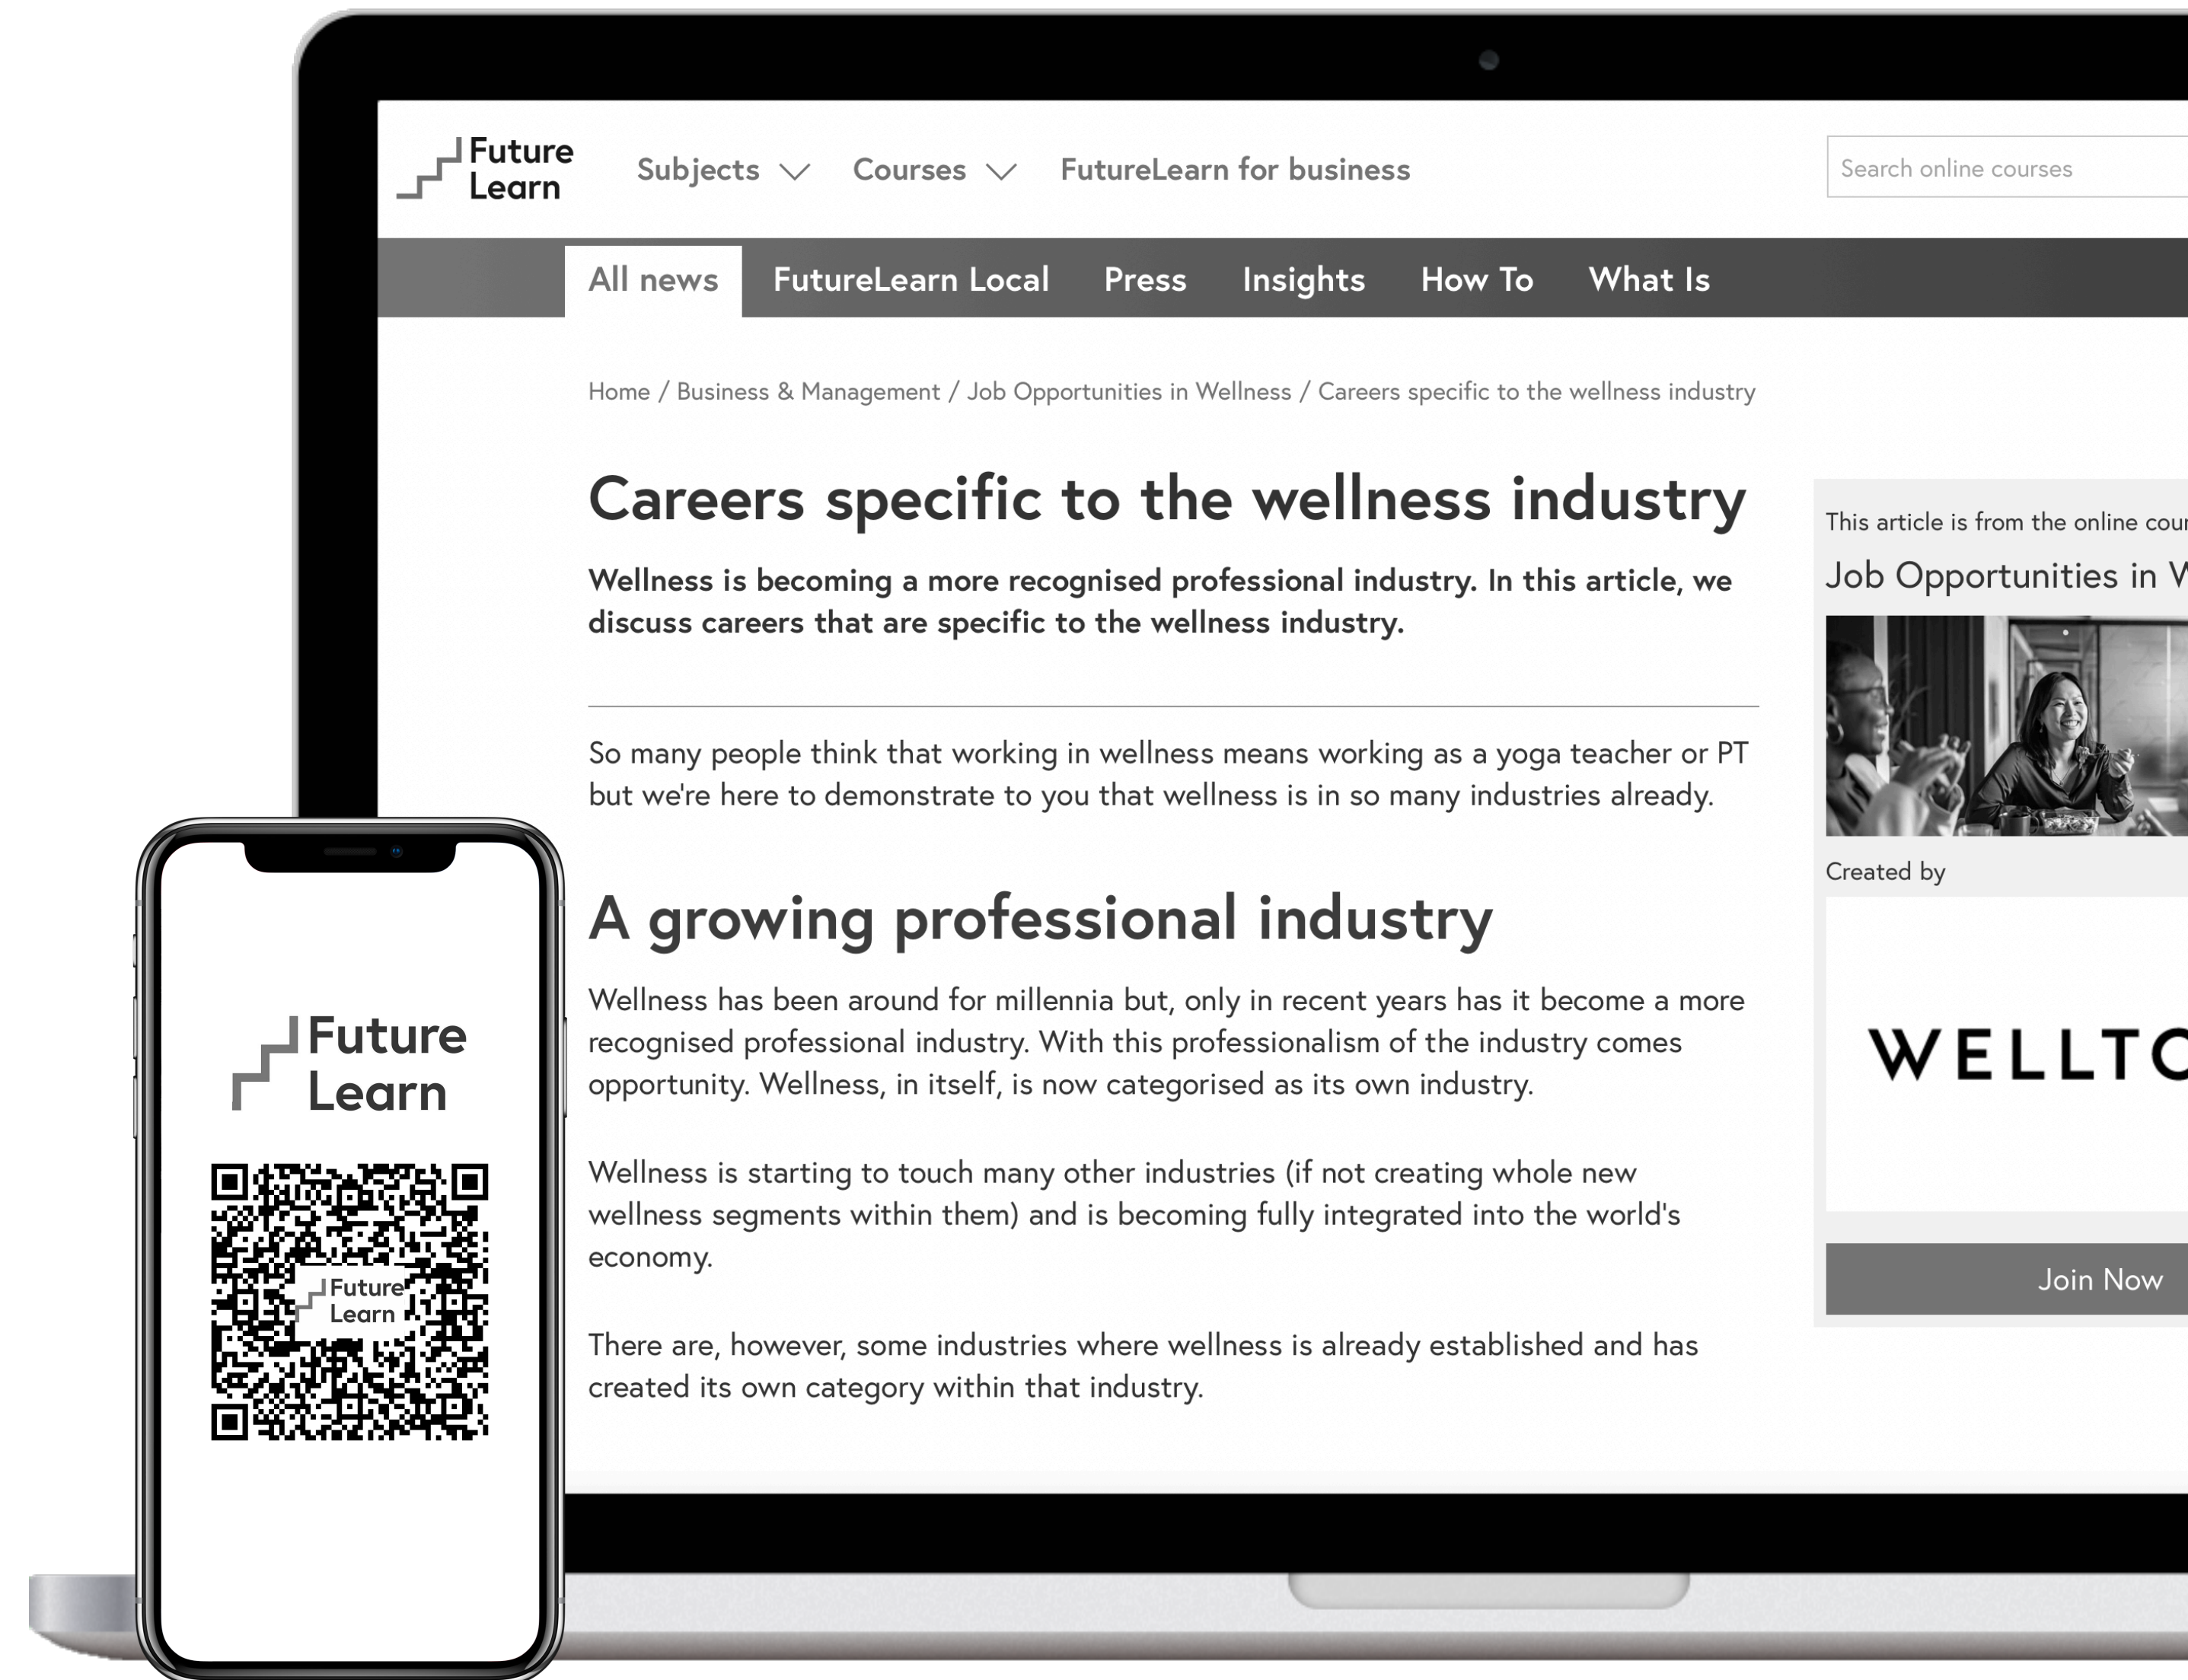 Future
Learn
Subjects
Courses
FutureLearn for business
Search online courses
All news
FutureLearn Local
Press
Insights
How To
What Is
Home / Business & Management / Job Opportunities in Wellness / Careers specific to the wellness industry
Careers specific to the wellness industry
Wellness is becoming a more recognised professional industry. In this article, we
discuss careers that are specific to the wellness industry.
So many people think that working in wellness means working as a yoga teacher or PT
but we're here to demonstrate to you that wellness is in so many industries already.
A growing professional industry
Wellness has been around for millennia but, only in recent years has it become a more
recognised professional industry. With this professionalism of the industry comes
opportunity. Wellness, in itself, is now categorised as its own industry.
Wellness is starting to touch many other industries (if not creating whole new
wellness segments within them) and is becoming fully integrated into the world's
economy.
There are, however, some industries where wellness is already established and has
created its own category within that industry.
This article is from the online
Job Opportunities in
Created by
WELLTO
Join Now
Future
Learn
Future
Learn